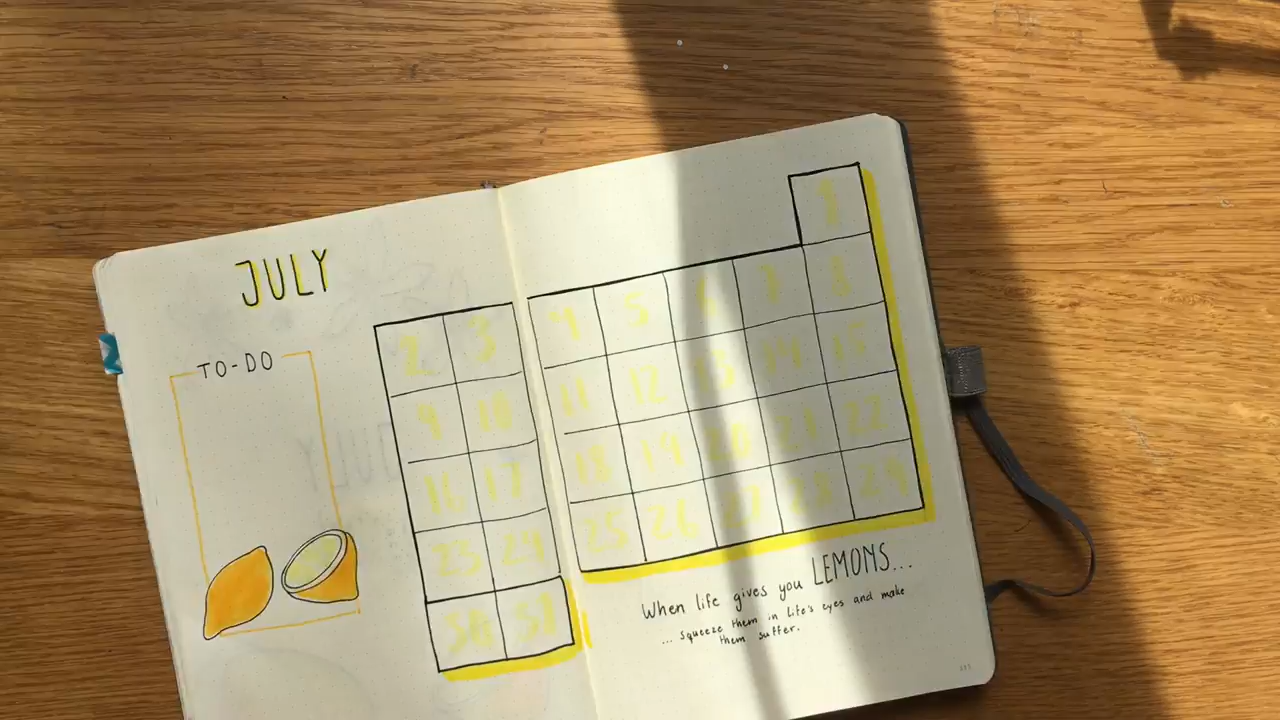 JULY
TO-DO
1
2 3 4 5 6 7 8
9 10 11 12 13 14 15
16 17 18 19 20 21 22
23 24 25 26 27 28 29
30 31
When life gives you LEMONS...
... squeeze them in life's eyes and make
them suffer.